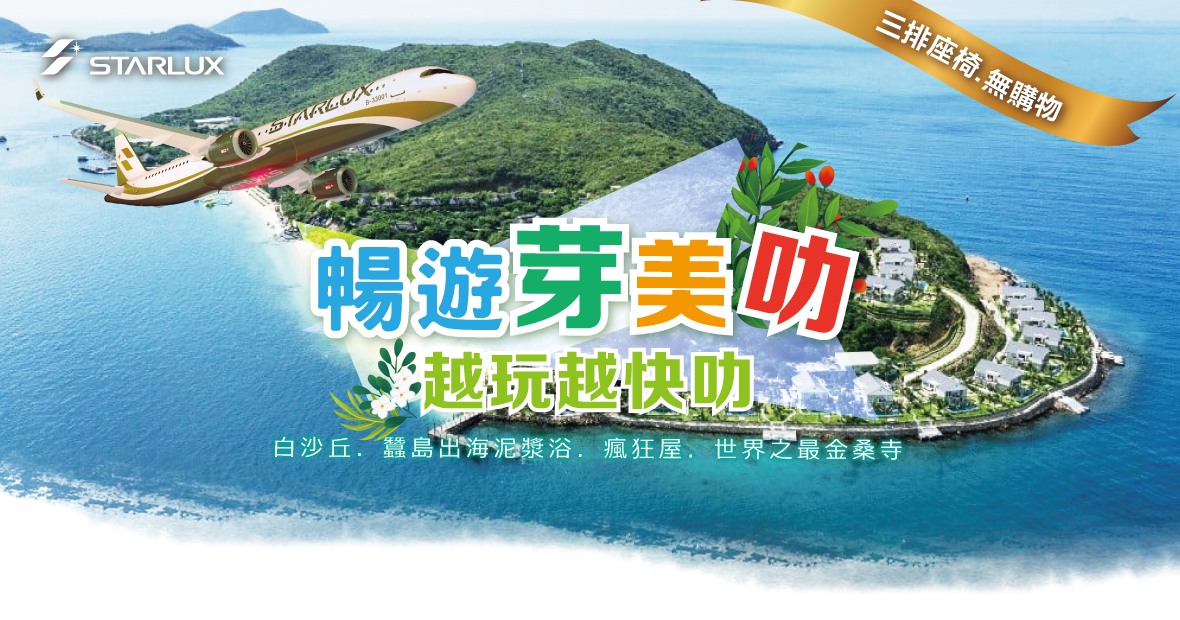 STARLUX
三排座椅.無購物
STARLUX
B-33001
暢遊芽美叻
越玩越快叻
白沙丘．蠶島出海泥漿浴．瘋狂屋．世界之最金桑寺